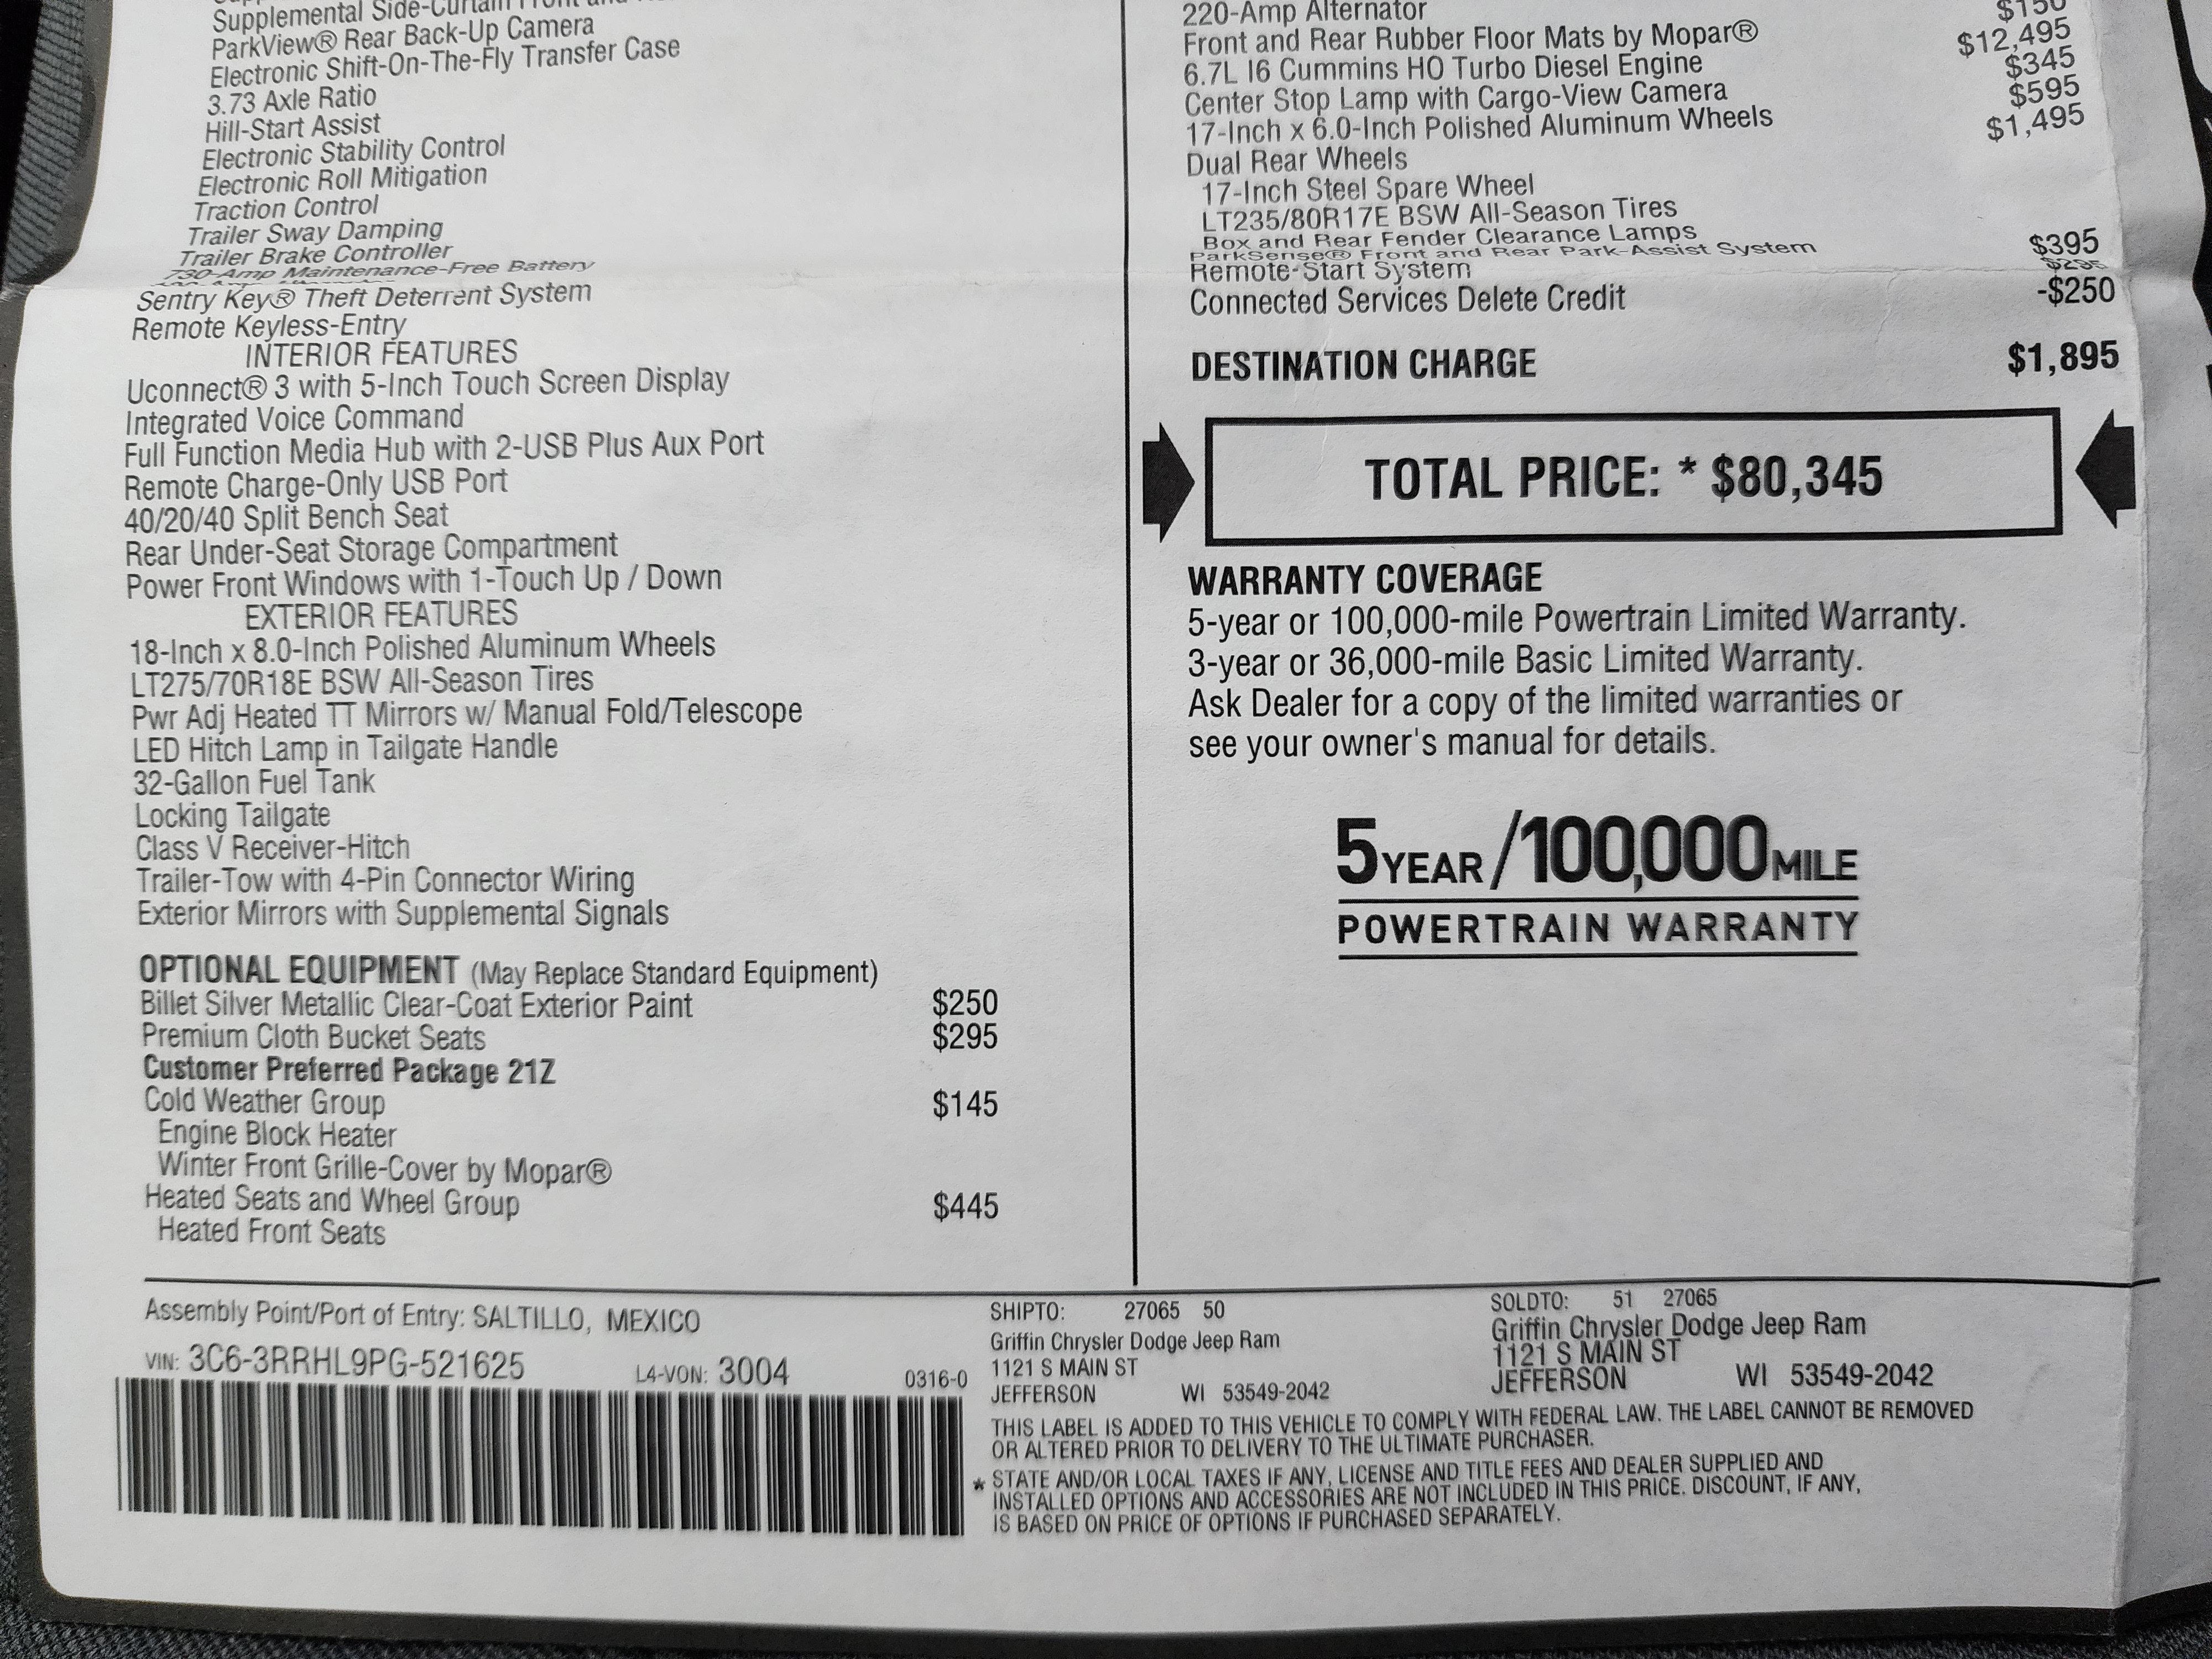 Supplemental Side-Curtain Front and
ParkView® Rear Back-Up Camera
Electronic Shift-On-The-Fly Transfer Case
3.73 Axle Ratio
Hill-Start Assist
Electronic Stability Control
Electronic Roll Mitigation
Traction Control
Trailer Sway Damping
Trailer Brake Controller
730-Amp Maintenance-Free Battery
Sentry Key® Theft Deterrent System
Remote Keyless-Entry
INTERIOR FEATURES
Uconnect® 3 with 5-Inch Touch Screen Display
Integrated Voice Command
Full Function Media Hub with 2-USB Plus Aux Port
Remote Charge-Only USB Port
40/20/40 Split Bench Seat
Rear Under-Seat Storage Compartment
Power Front Windows with 1-Touch Up / Down
EXTERIOR FEATURES
18-Inch x 8.0-Inch Polished Aluminum Wheels
LT275/70R18E BSW All-Season Tires
Pwr Adj Heated TT Mirrors w/ Manual Fold/Telescope
LED Hitch Lamp in Tailgate Handle
32-Gallon Fuel Tank
Locking Tailgate
Class V Receiver-Hitch
Trailer-Tow with 4-Pin Connector Wiring
Exterior Mirrors with Supplemental Signals
OPTIONAL EQUIPMENT (May Replace Standard Equipment)
Billet Silver Metallic Clear-Coat Exterior Paint $250
Premium Cloth Bucket Seats $295
Customer Preferred Package 21Z
Cold Weather Group $145
Engine Block Heater
Winter Front Grille-Cover by Mopar®
Heated Seats and Wheel Group $445
Heated Front Seats
220-Amp Alternator $150
Front and Rear Rubber Floor Mats by Mopar® $12,495
6.7L I6 Cummins HO Turbo Diesel Engine $345
Center Stop Lamp with Cargo-View Camera $595
17-Inch x 6.0-Inch Polished Aluminum Wheels $1,495
Dual Rear Wheels
17-Inch Steel Spare Wheel
LT235/80R17E BSW All-Season Tires
Box and Rear Fender Clearance Lamps
ParkSense® Front and Rear Park-Assist System $395
Remote-Start System $295
Connected Services Delete Credit -$250
DESTINATION CHARGE $1,895
TOTAL PRICE: * $80,345
WARRANTY COVERAGE
5-year or 100,000-mile Powertrain Limited Warranty.
3-year or 36,000-mile Basic Limited Warranty.
Ask Dealer for a copy of the limited warranties or
see your owner's manual for details.
5 YEAR/100,000 MILE
POWERTRAIN WARRANTY
Assembly Point/Port of Entry: SALTILLO, MEXICO
VIN: 3C6-3RRHL9PG-521625 L4-VON: 3004 0316-0
SHIPTO: 27065 50
Griffin Chrysler Dodge Jeep Ram
1121 S MAIN ST
JEFFERSON WI 53549-2042
SOLDTO: 51 27065
Griffin Chrysler Dodge Jeep Ram
1121 S MAIN ST
JEFFERSON WI 53549-2042
THIS LABEL IS ADDED TO THIS VEHICLE TO COMPLY WITH FEDERAL LAW. THE LABEL CANNOT BE REMOVED
OR ALTERED PRIOR TO DELIVERY TO THE ULTIMATE PURCHASER.
* STATE AND/OR LOCAL TAXES IF ANY, LICENSE AND TITLE FEES AND DEALER SUPPLIED AND
INSTALLED OPTIONS AND ACCESSORIES ARE NOT INCLUDED IN THIS PRICE. DISCOUNT, IF ANY,
IS BASED ON PRICE OF OPTIONS IF PURCHASED SEPARATELY.